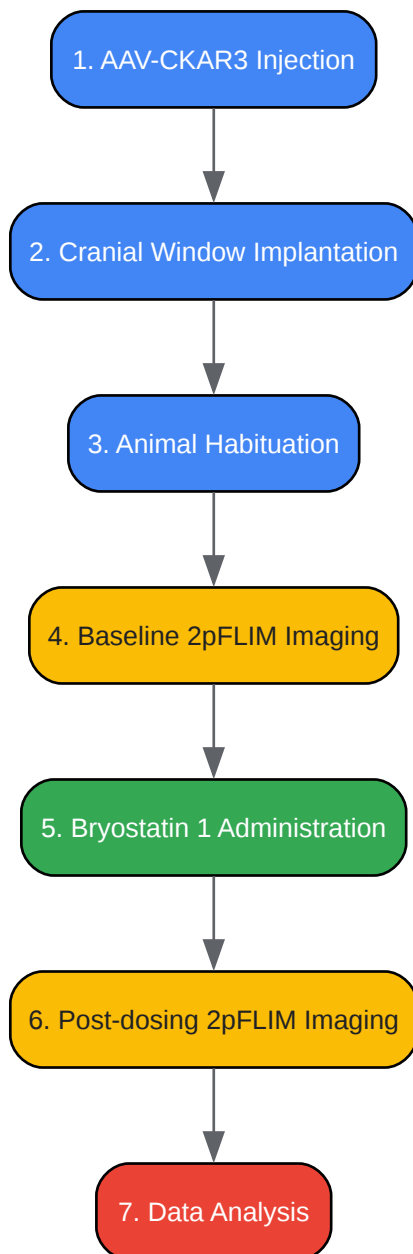 1. AAV-CKAR3 Injection
2. Cranial Window Implantation
3. Animal Habituation
4. Baseline 2pFLIM Imaging
5. Bryostatin 1 Administration
6. Post-dosing 2pFLIM Imaging
7. Data Analysis